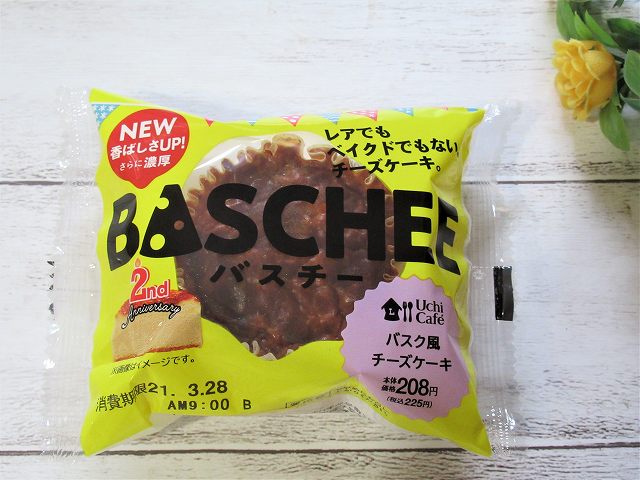 NEW
香ばしさUP!
さらに濃厚
レアでも
ベイクドでもない
チーズケーキ。
BASCHEE
バスチー
2nd
Anniversary
※画像はイメージです。
Uchi
Café
バスク風
チーズケーキ
本体
価格 208円
(税込225円)
消費期限21. 3.28
AM9:00 B